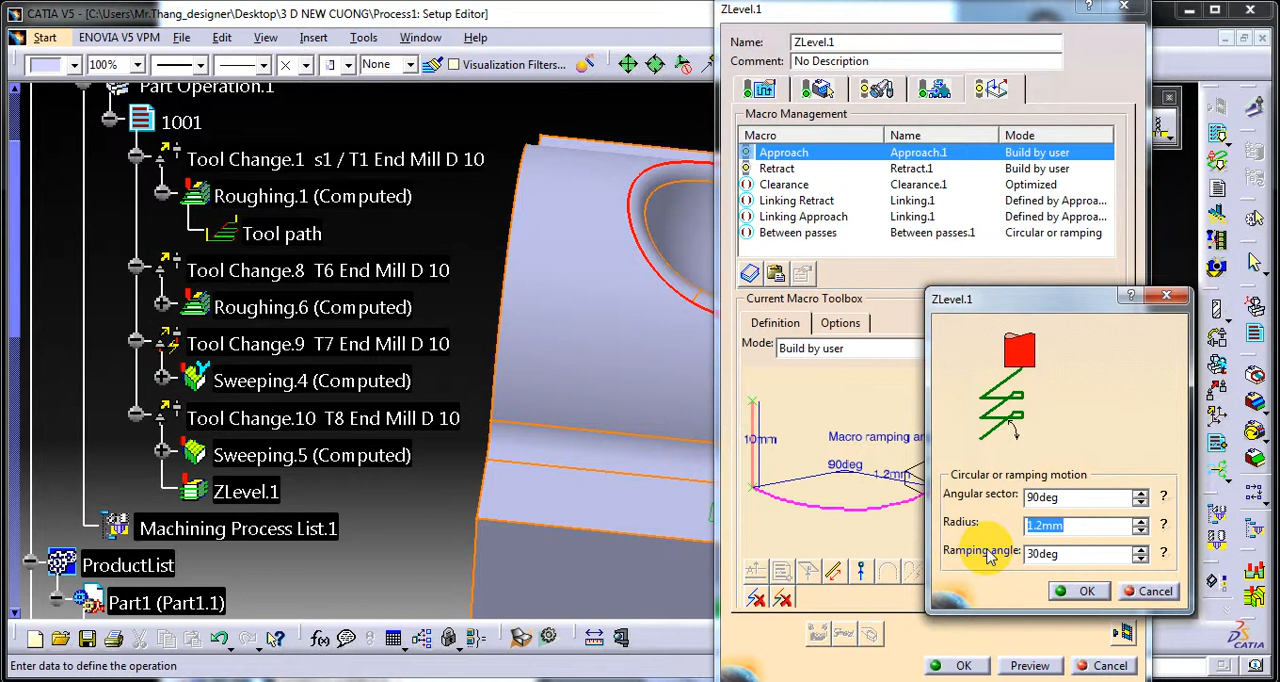 CATIA V5 - [C:\Users\Mr.Thang_designer\Desktop\3 D NEW CUONG\Process1: Setup Editor]
Start ENOVIA V5 VPM File Edit View Insert Tools Window Help
100% None Visualization Filters...
Part Operation.1
1001
Tool Change.1 s1 / T1 End Mill D 10
Roughing.1 (Computed)
Tool path
Tool Change.8 T6 End Mill D 10
Roughing.6 (Computed)
Tool Change.9 T7 End Mill D 10
Sweeping.4 (Computed)
Tool Change.10 T8 End Mill D 10
Sweeping.5 (Computed)
ZLevel.1
Machining Process List.1
ProductList
Part1 (Part1.1)
Enter data to define the operation
ZLevel.1
Name: ZLevel.1
Comment: No Description
Macro Management
Macro Name Mode
Approach Approach.1 Build by user
Retract Retract.1 Build by user
Clearance Clearance.1 Optimized
Linking Retract Linking.1 Defined by Approa...
Linking Approach Linking.1 Defined by Approa...
Between passes Between passes.1 Circular or ramping
Current Macro Toolbox
Definition Options
Mode: Build by user
10mm
Macro ramping an
90deg
1.2mm
OK Preview Cancel
ZLevel.1
Circular or ramping motion
Angular sector: 90deg ?
Radius: 1.2mm ?
Ramping angle: 30deg ?
OK Cancel
CATIA